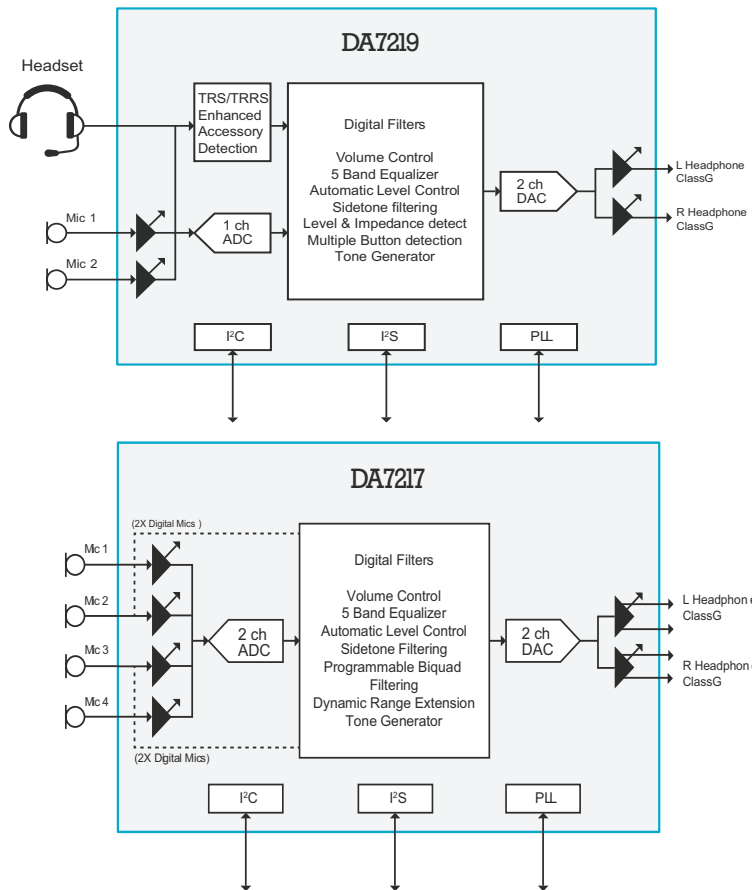 DA7219
Headset
TRS/TRRS
Enhanced
Accessory
Detection
Digital Filters
Volume Control
5 Band Equalizer
Automatic Level Control
Sidetone filtering
Level & Impedance detect
Multiple Button detection
Tone Generator
2 ch
DAC
L Headphone
ClassG
R Headphone
ClassG
Mic 1
1 ch
ADC
Mic 2
I²C
I²S
PLL
DA7217
(2X Digital Mics )
Mic 1
Mic 2
Mic 3
Mic 4
(2X Digital Mics)
2 ch
ADC
Digital Filters
Volume Control
5 Band Equalizer
Automatic Level Control
Sidetone Filtering
Programmable Biquad
Filtering
Dynamic Range Extension
Tone Generator
2 ch
DAC
L Headphone
ClassG
R Headphone
ClassG
I²C
I²S
PLL